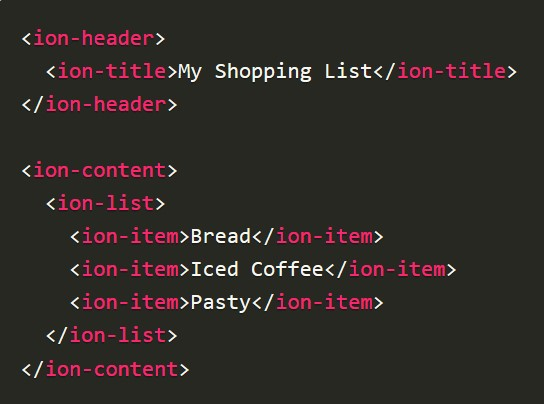 <ion-header>
  <ion-title>My Shopping List</ion-title>
</ion-header>

<ion-content>
  <ion-list>
    <ion-item>Bread</ion-item>
    <ion-item>Iced Coffee</ion-item>
    <ion-item>Pasty</ion-item>
  </ion-list>
</ion-content>